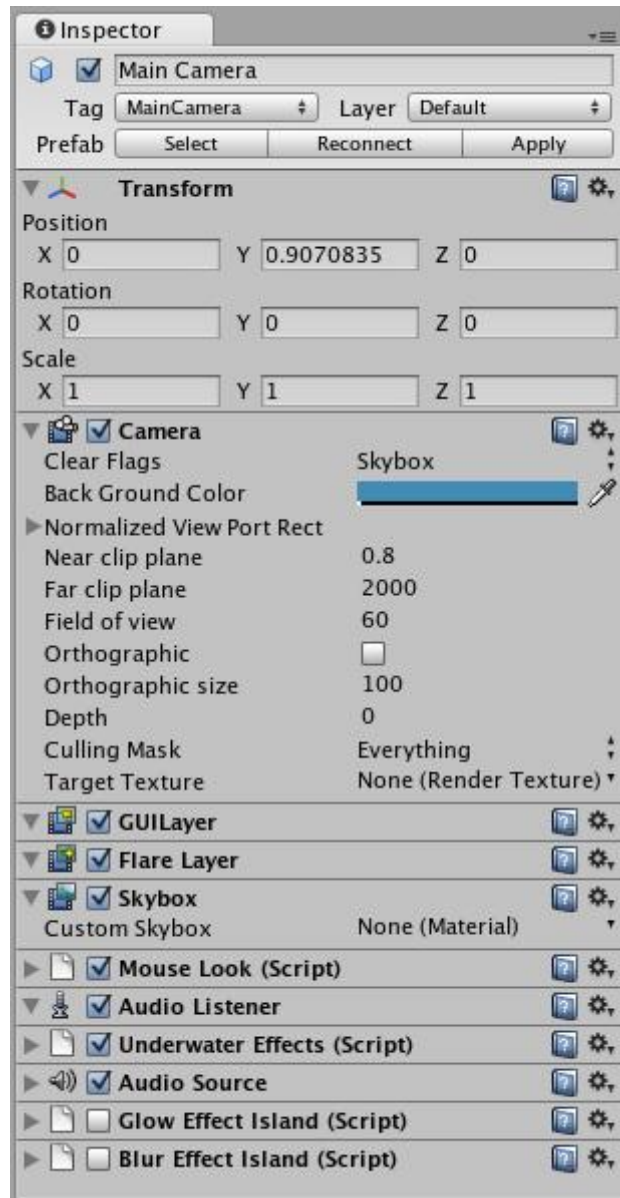 Inspector
Main Camera
Tag MainCamera Layer Default
Prefab Select Reconnect Apply
Transform
Position
X 0 Y 0.9070835 Z 0
Rotation
X 0 Y 0 Z 0
Scale
X 1 Y 1 Z 1
Camera
Clear Flags Skybox
Back Ground Color
Normalized View Port Rect
Near clip plane 0.8
Far clip plane 2000
Field of view 60
Orthographic
Orthographic size 100
Depth 0
Culling Mask Everything
Target Texture None (Render Texture)
GUILayer
Flare Layer
Skybox
Custom Skybox None (Material)
Mouse Look (Script)
Audio Listener
Underwater Effects (Script)
Audio Source
Glow Effect Island (Script)
Blur Effect Island (Script)